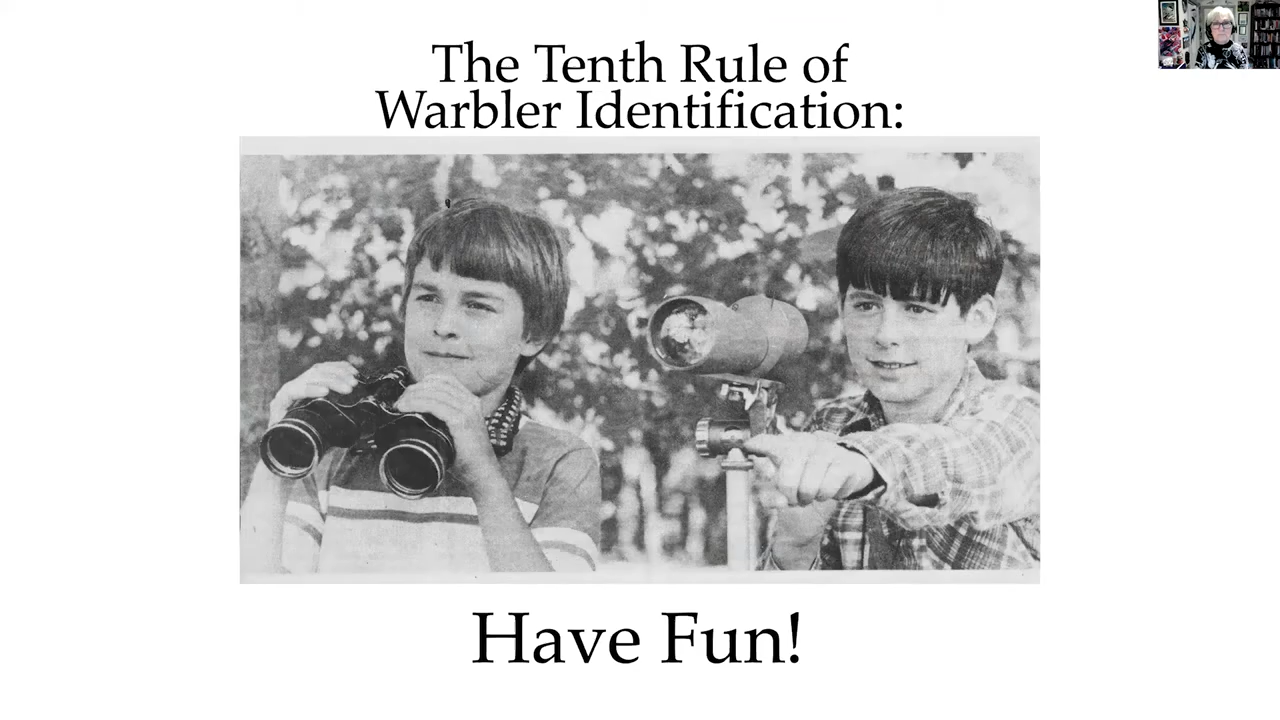 The Tenth Rule of
Warbler Identification:
Have Fun!